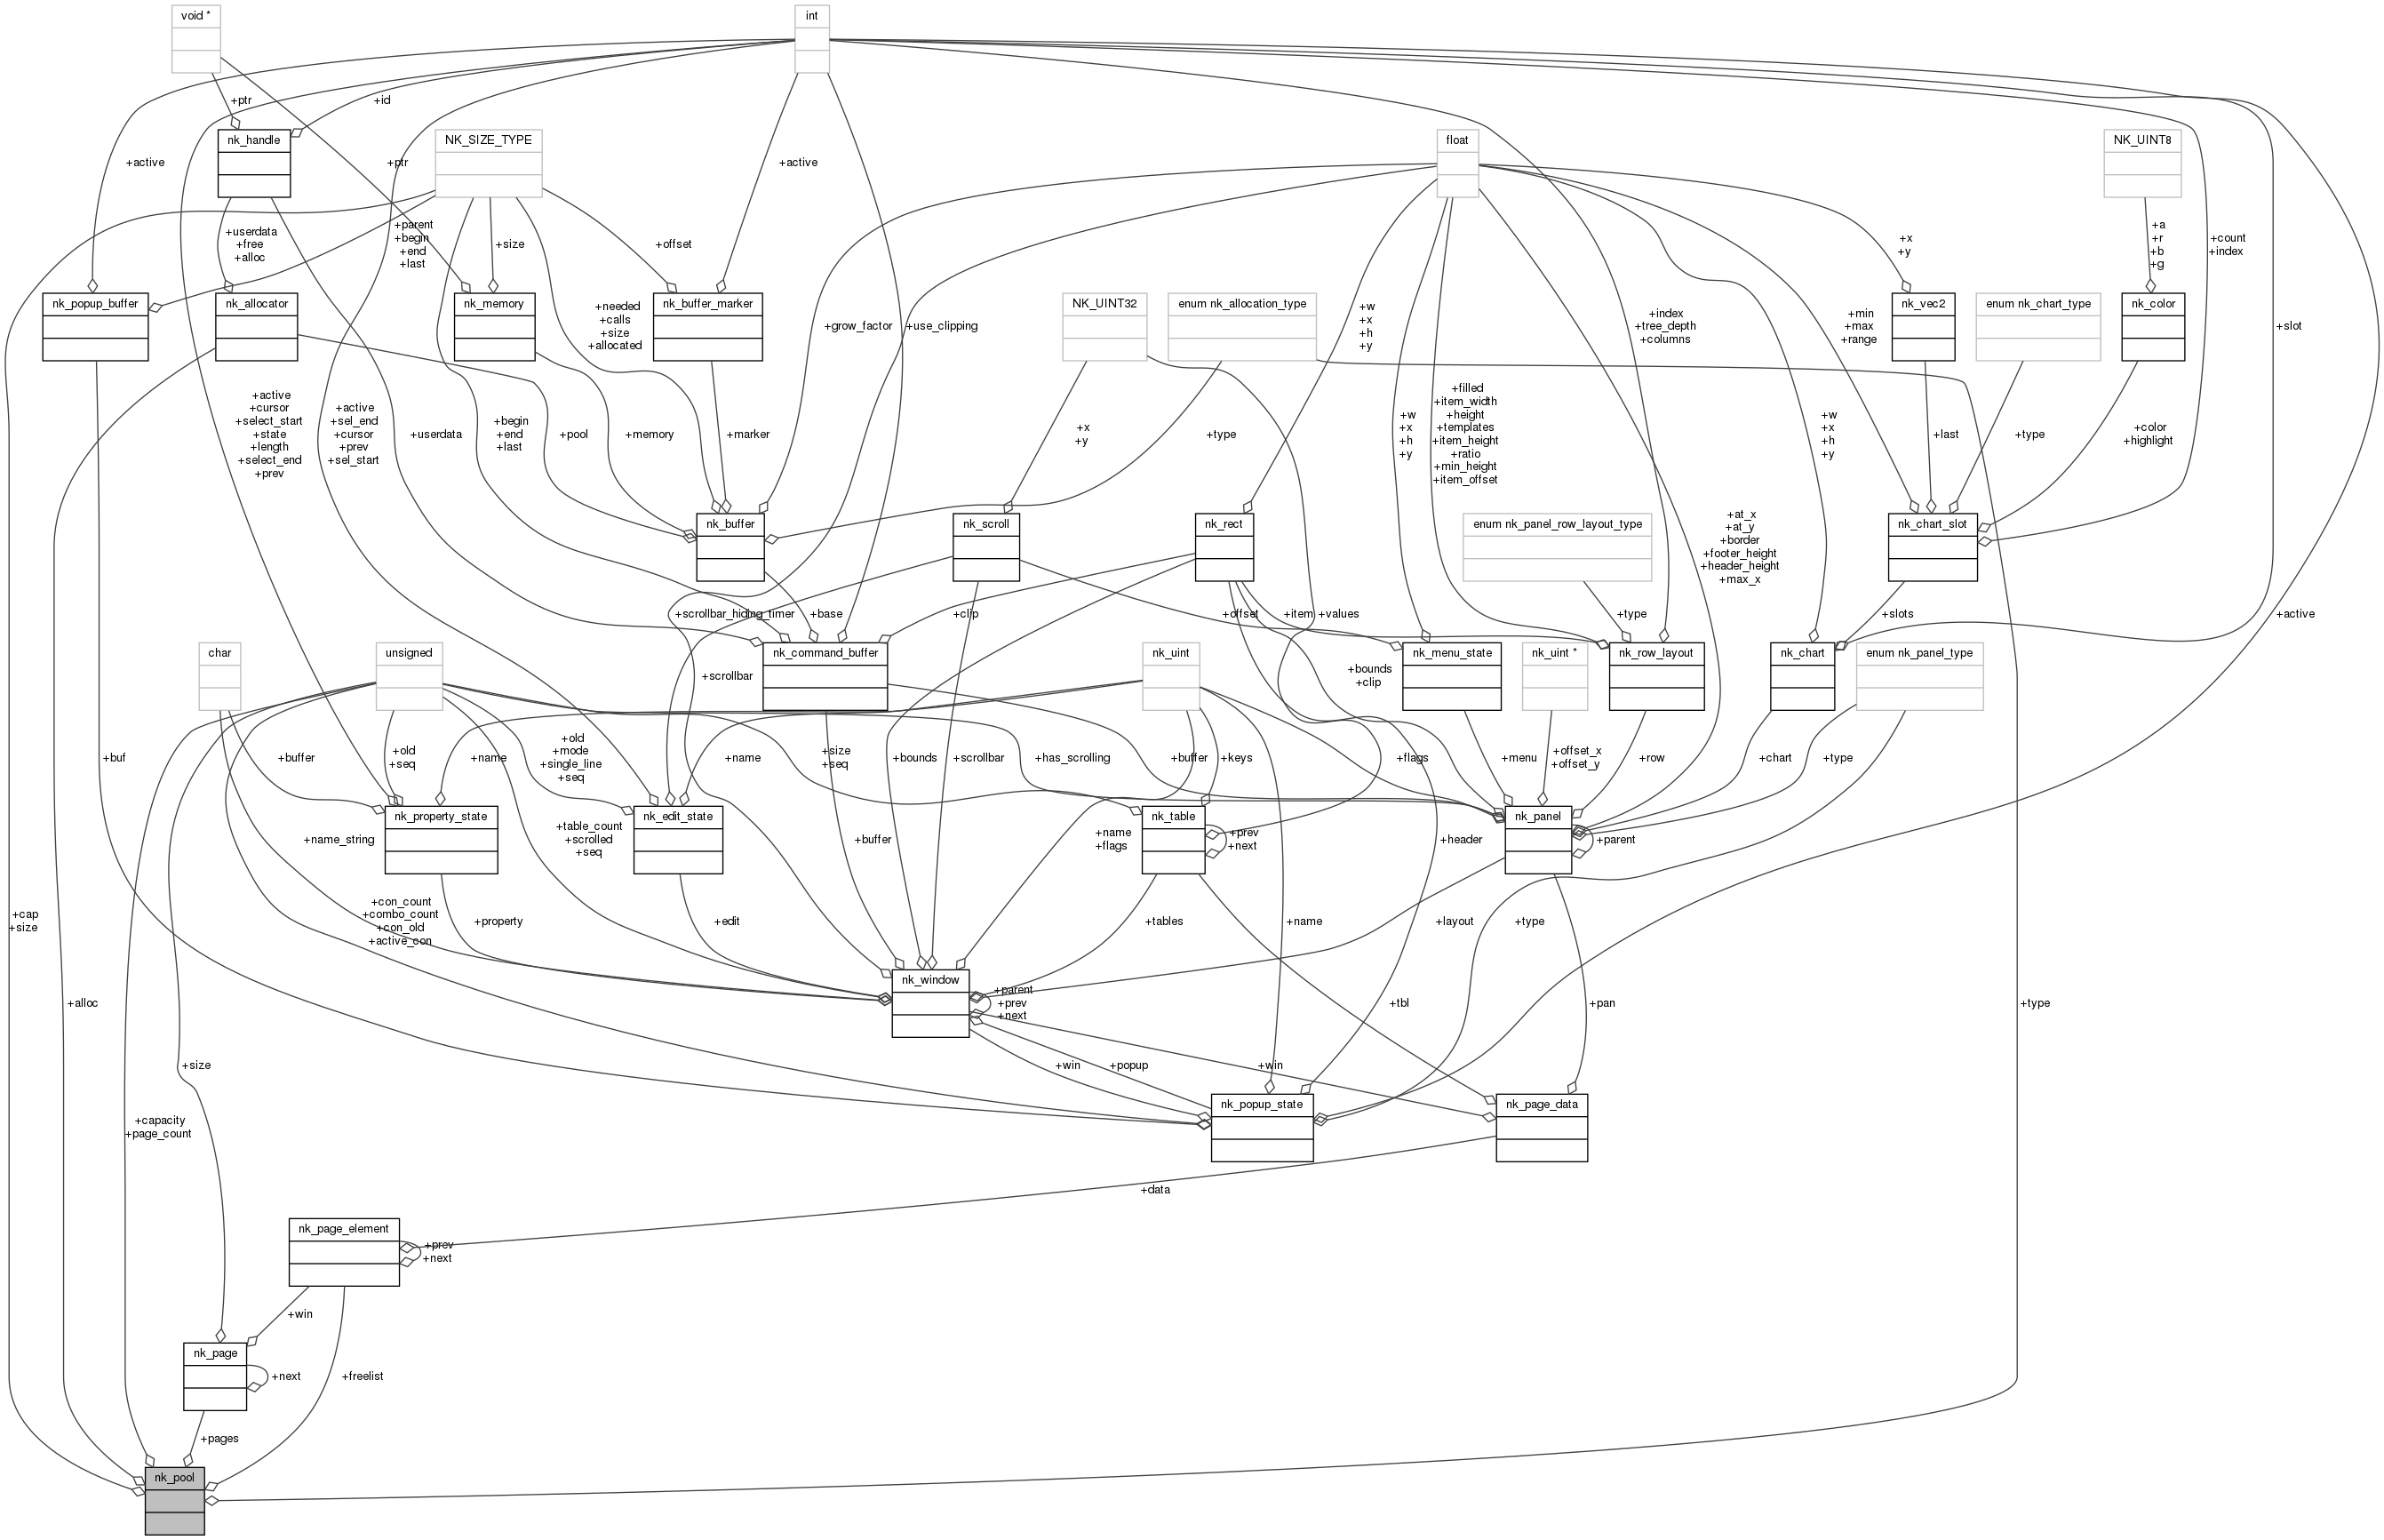 void *
int
+ptr
+id
nk_handle
NK_SIZE_TYPE
float
NK_UINT8
+active
+ptr
+active
+userdata
+free
+alloc
+parent
+begin
+end
+last
+size
+offset
+x
+y
+count
+index
+a
+r
+b
+g
nk_popup_buffer
nk_allocator
nk_memory
nk_buffer_marker
NK_UINT32
enum nk_allocation_type
nk_vec2
enum nk_chart_type
nk_color
+needed
+calls
+size
+allocated
+grow_factor
+use_clipping
+w
+x
+h
+y
+index
+tree_depth
+columns
+min
+max
+range
+slot
+active
+cursor
+select_start
+state
+length
+select_end
+prev
+active
+sel_end
+cursor
+prev
+sel_start
+userdata
+begin
+end
+last
+pool
+memory
+marker
+x
+y
+type
+w
+x
+h
+y
+filled
+item_width
+height
+templates
+item_height
+ratio
+min_height
+item_offset
+w
+x
+h
+y
+last
+type
+color
+highlight
nk_buffer
nk_scroll
nk_rect
enum nk_panel_row_layout_type
+at_x
+at_y
+border
+footer_height
+header_height
+max_x
nk_chart_slot
+scrollbar_hiding_timer
+base
+clip
+offset
+item
+values
+type
+slots
+active
char
unsigned
nk_command_buffer
nk_uint
nk_menu_state
nk_uint *
nk_row_layout
nk_chart
enum nk_panel_type
+scrollbar
+bounds
+clip
+buf
+buffer
+old
+seq
+name
+old
+mode
+single_line
+seq
+name
+size
+seq
+bounds
+scrollbar
+has_scrolling
+buffer
+keys
+flags
+menu
+offset_x
+offset_y
+row
+chart
+type
nk_property_state
nk_edit_state
nk_table
nk_panel
+name_string
+table_count
+scrolled
+seq
+buffer
+name
+flags
+prev
+next
+header
+parent
+cap
+size
+con_count
+combo_count
+con_old
+active_con
+property
+edit
+tables
+name
+layout
+type
nk_window
+parent
+prev
+next
+alloc
+tbl
+pan
+type
+size
+win
+popup
+win
nk_popup_state
nk_page_data
+capacity
+page_count
+data
nk_page_element
+prev
+next
+win
nk_page
+next
+freelist
+pages
nk_pool